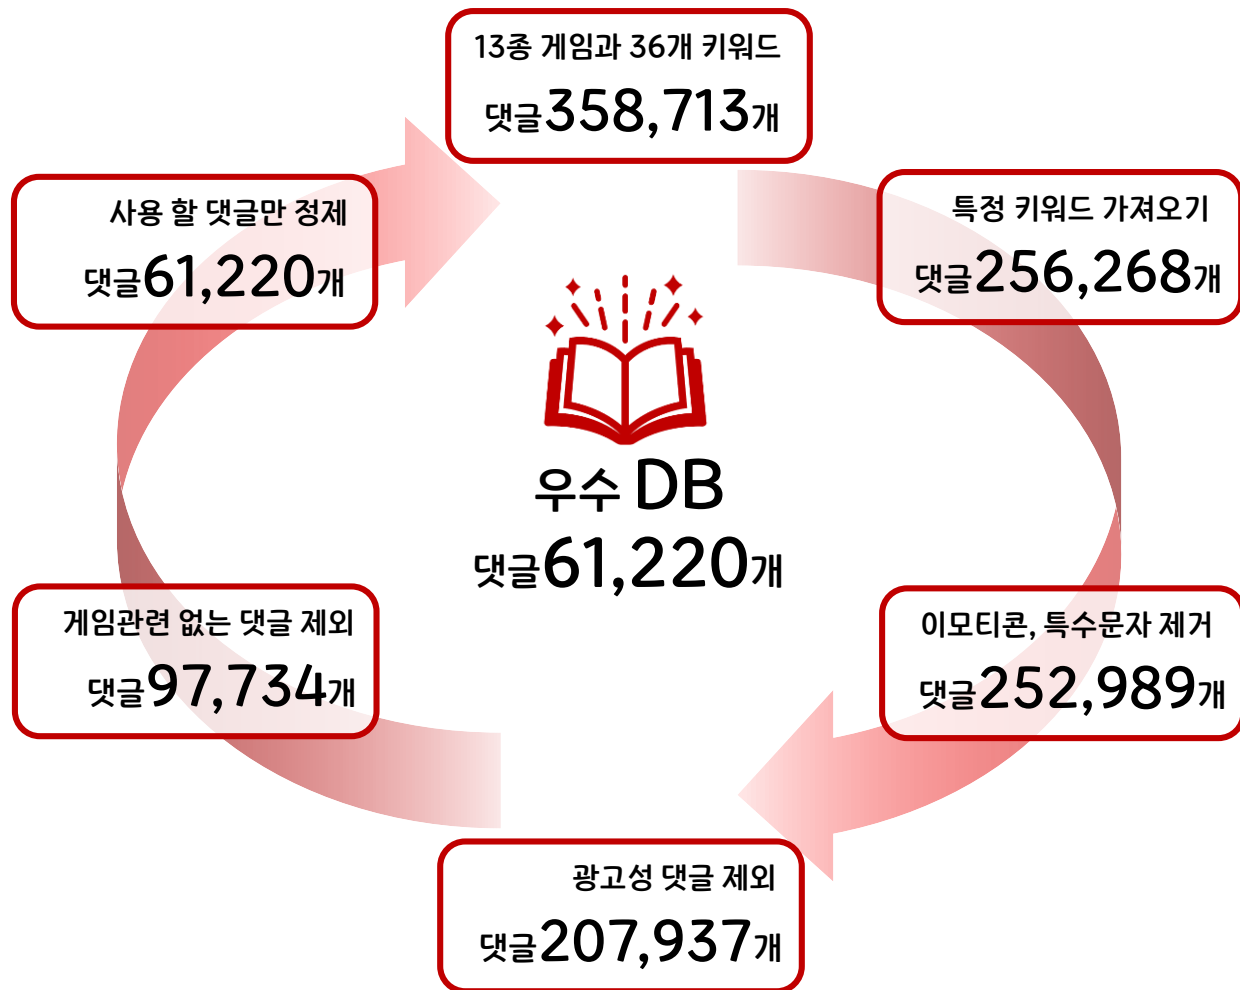 13종 게임과 36개 키워드
댓글358,713개
특정 키워드 가져오기
댓글256,268개
이모티콘, 특수문자 제거
댓글252,989개
광고성 댓글 제외
댓글207,937개
게임관련 없는 댓글 제외
댓글97,734개
사용 할 댓글만 정제
댓글61,220개
우수 DB
댓글61,220개